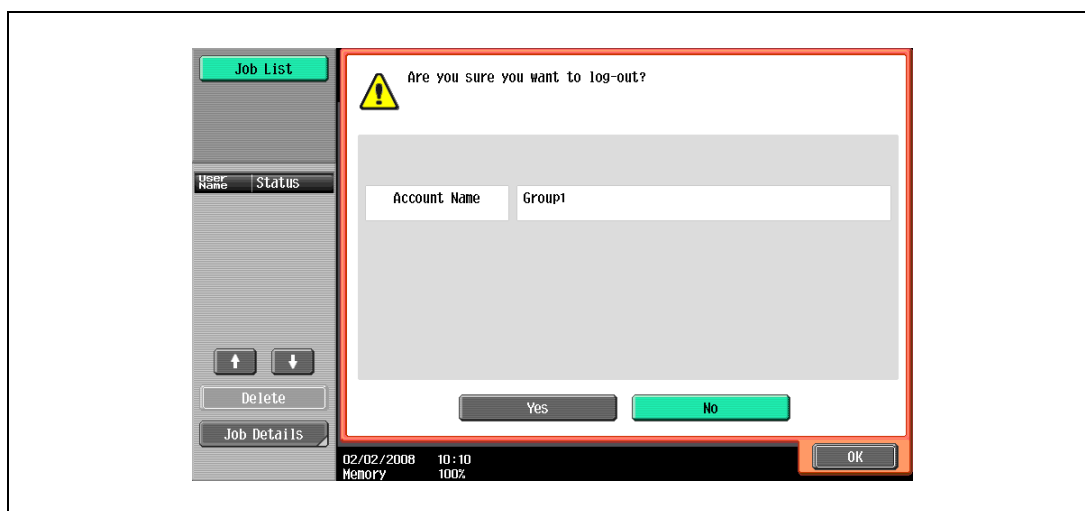 Job List
Are you sure you want to log-out?
User Name Status
Account Name Group1
Delete
Yes No
Job Details
OK
02/02/2008 10:10
Memory 100%